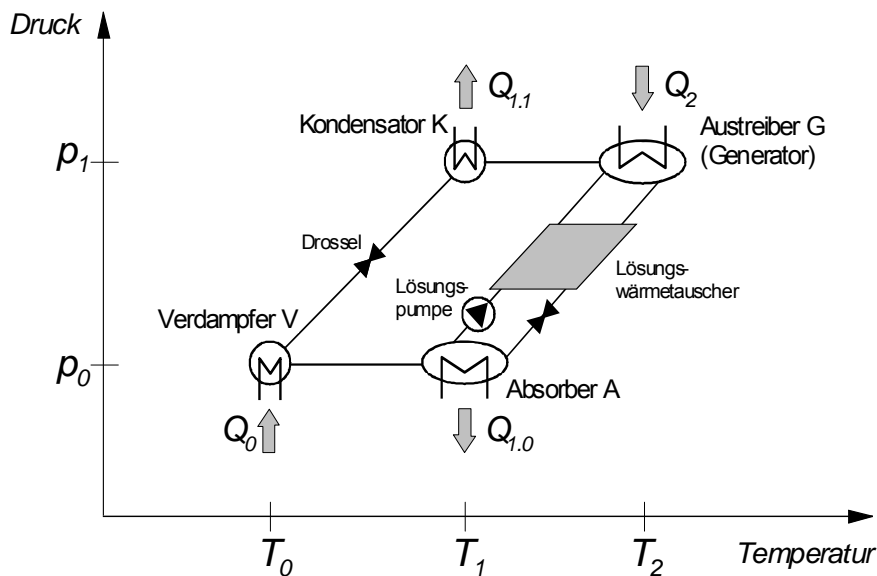 Druck
Q1.1
Q2
Kondensator K
Austreiber G
(Generator)
p1
Drossel
Lösungs-
pumpe
Lösungs-
wärmetauscher
Verdampfer V
p0
Absorber A
Q0
Q1.0
T0
T1
T2
Temperatur